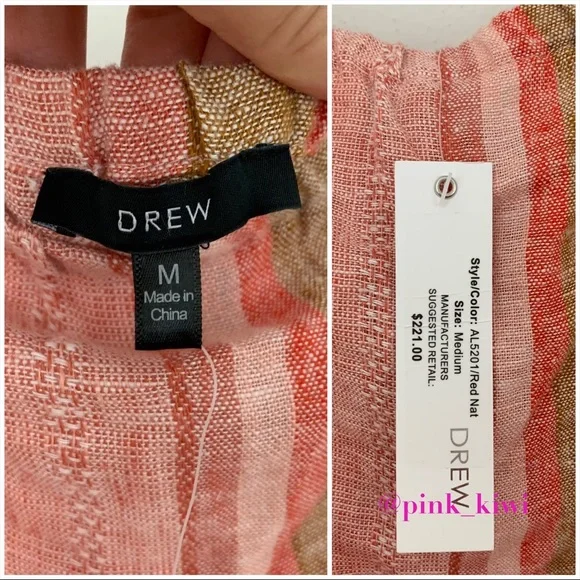 DREW
M
Made in
China
Style/Color: AL5201/Red Nat
Size: Medium
MANUFACTURERS
SUGGESTED RETAIL:
$221.00
DREW
@pink_kiwi